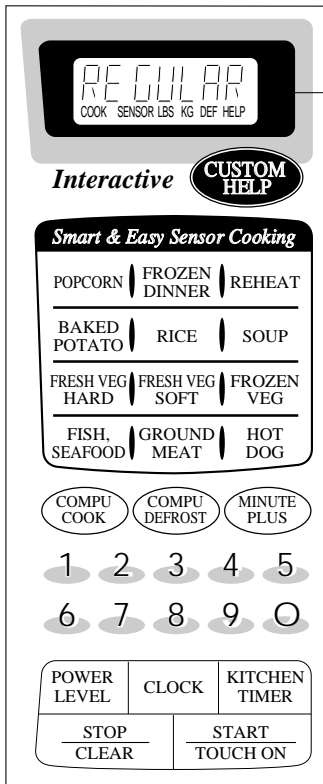 REGULAR
COOK SENSOR LBS KG DEF HELP
Interactive
CUSTOM
HELP
Smart & Easy Sensor Cooking
POPCORN
FROZEN
DINNER
REHEAT
BAKED
POTATO
RICE
SOUP
FRESH VEG
HARD
FRESH VEG
SOFT
FROZEN
VEG
FISH,
SEAFOOD
GROUND
MEAT
HOT
DOG
COMPU
COOK
COMPU
DEFROST
MINUTE
PLUS
1 2 3 4 5
6 7 8 9 0
POWER
LEVEL
CLOCK
KITCHEN
TIMER
STOP
CLEAR
START
TOUCH ON